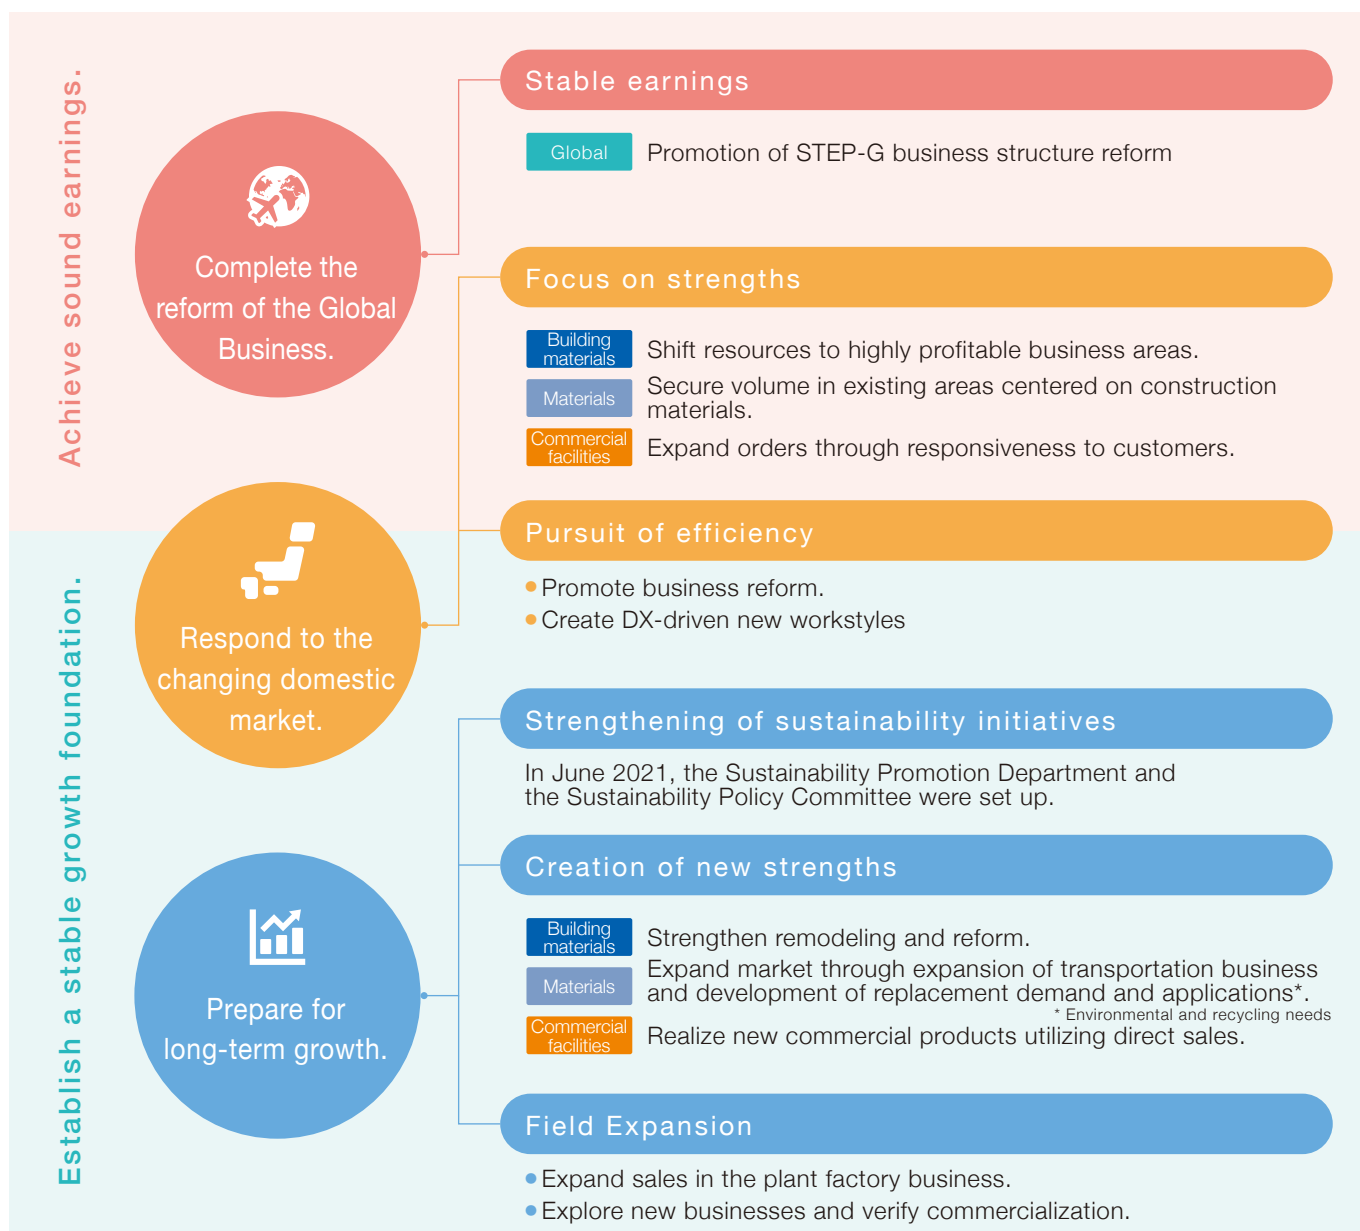 Achieve sound earnings.
Complete the
reform of the Global
Business.
Stable earnings
Global
Promotion of STEP-G business structure reform
Focus on strengths
Building
materials
Shift resources to highly profitable business areas.
Materials
Secure volume in existing areas centered on construction
materials.
Commercial
facilities
Expand orders through responsiveness to customers.
Respond to the
changing domestic
market.
Pursuit of efficiency
• Promote business reform.
• Create DX-driven new workstyles
Establish a stable growth foundation.
Prepare for
long-term growth.
Strengthening of sustainability initiatives
In June 2021, the Sustainability Promotion Department and
the Sustainability Policy Committee were set up.
Creation of new strengths
Building
materials
Strengthen remodeling and reform.
Materials
Expand market through expansion of transportation business
and development of replacement demand and applications*.
* Environmental and recycling needs
Commercial
facilities
Realize new commercial products utilizing direct sales.
Field Expansion
• Expand sales in the plant factory business.
• Explore new businesses and verify commercialization.